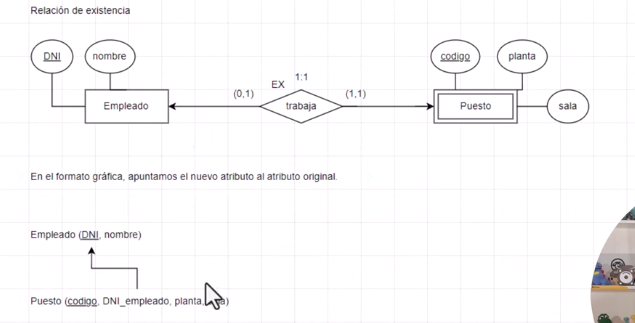 Relación de existencia
DNI
nombre
codigo
planta
EX
1:1
(0,1)
(1,1)
Empleado
trabaja
Puesto
sala
En el formato gráfica, apuntamos el nuevo atributo al atributo original.
Empleado (DNI, nombre)
Puesto (codigo, DNI_empleado, planta,